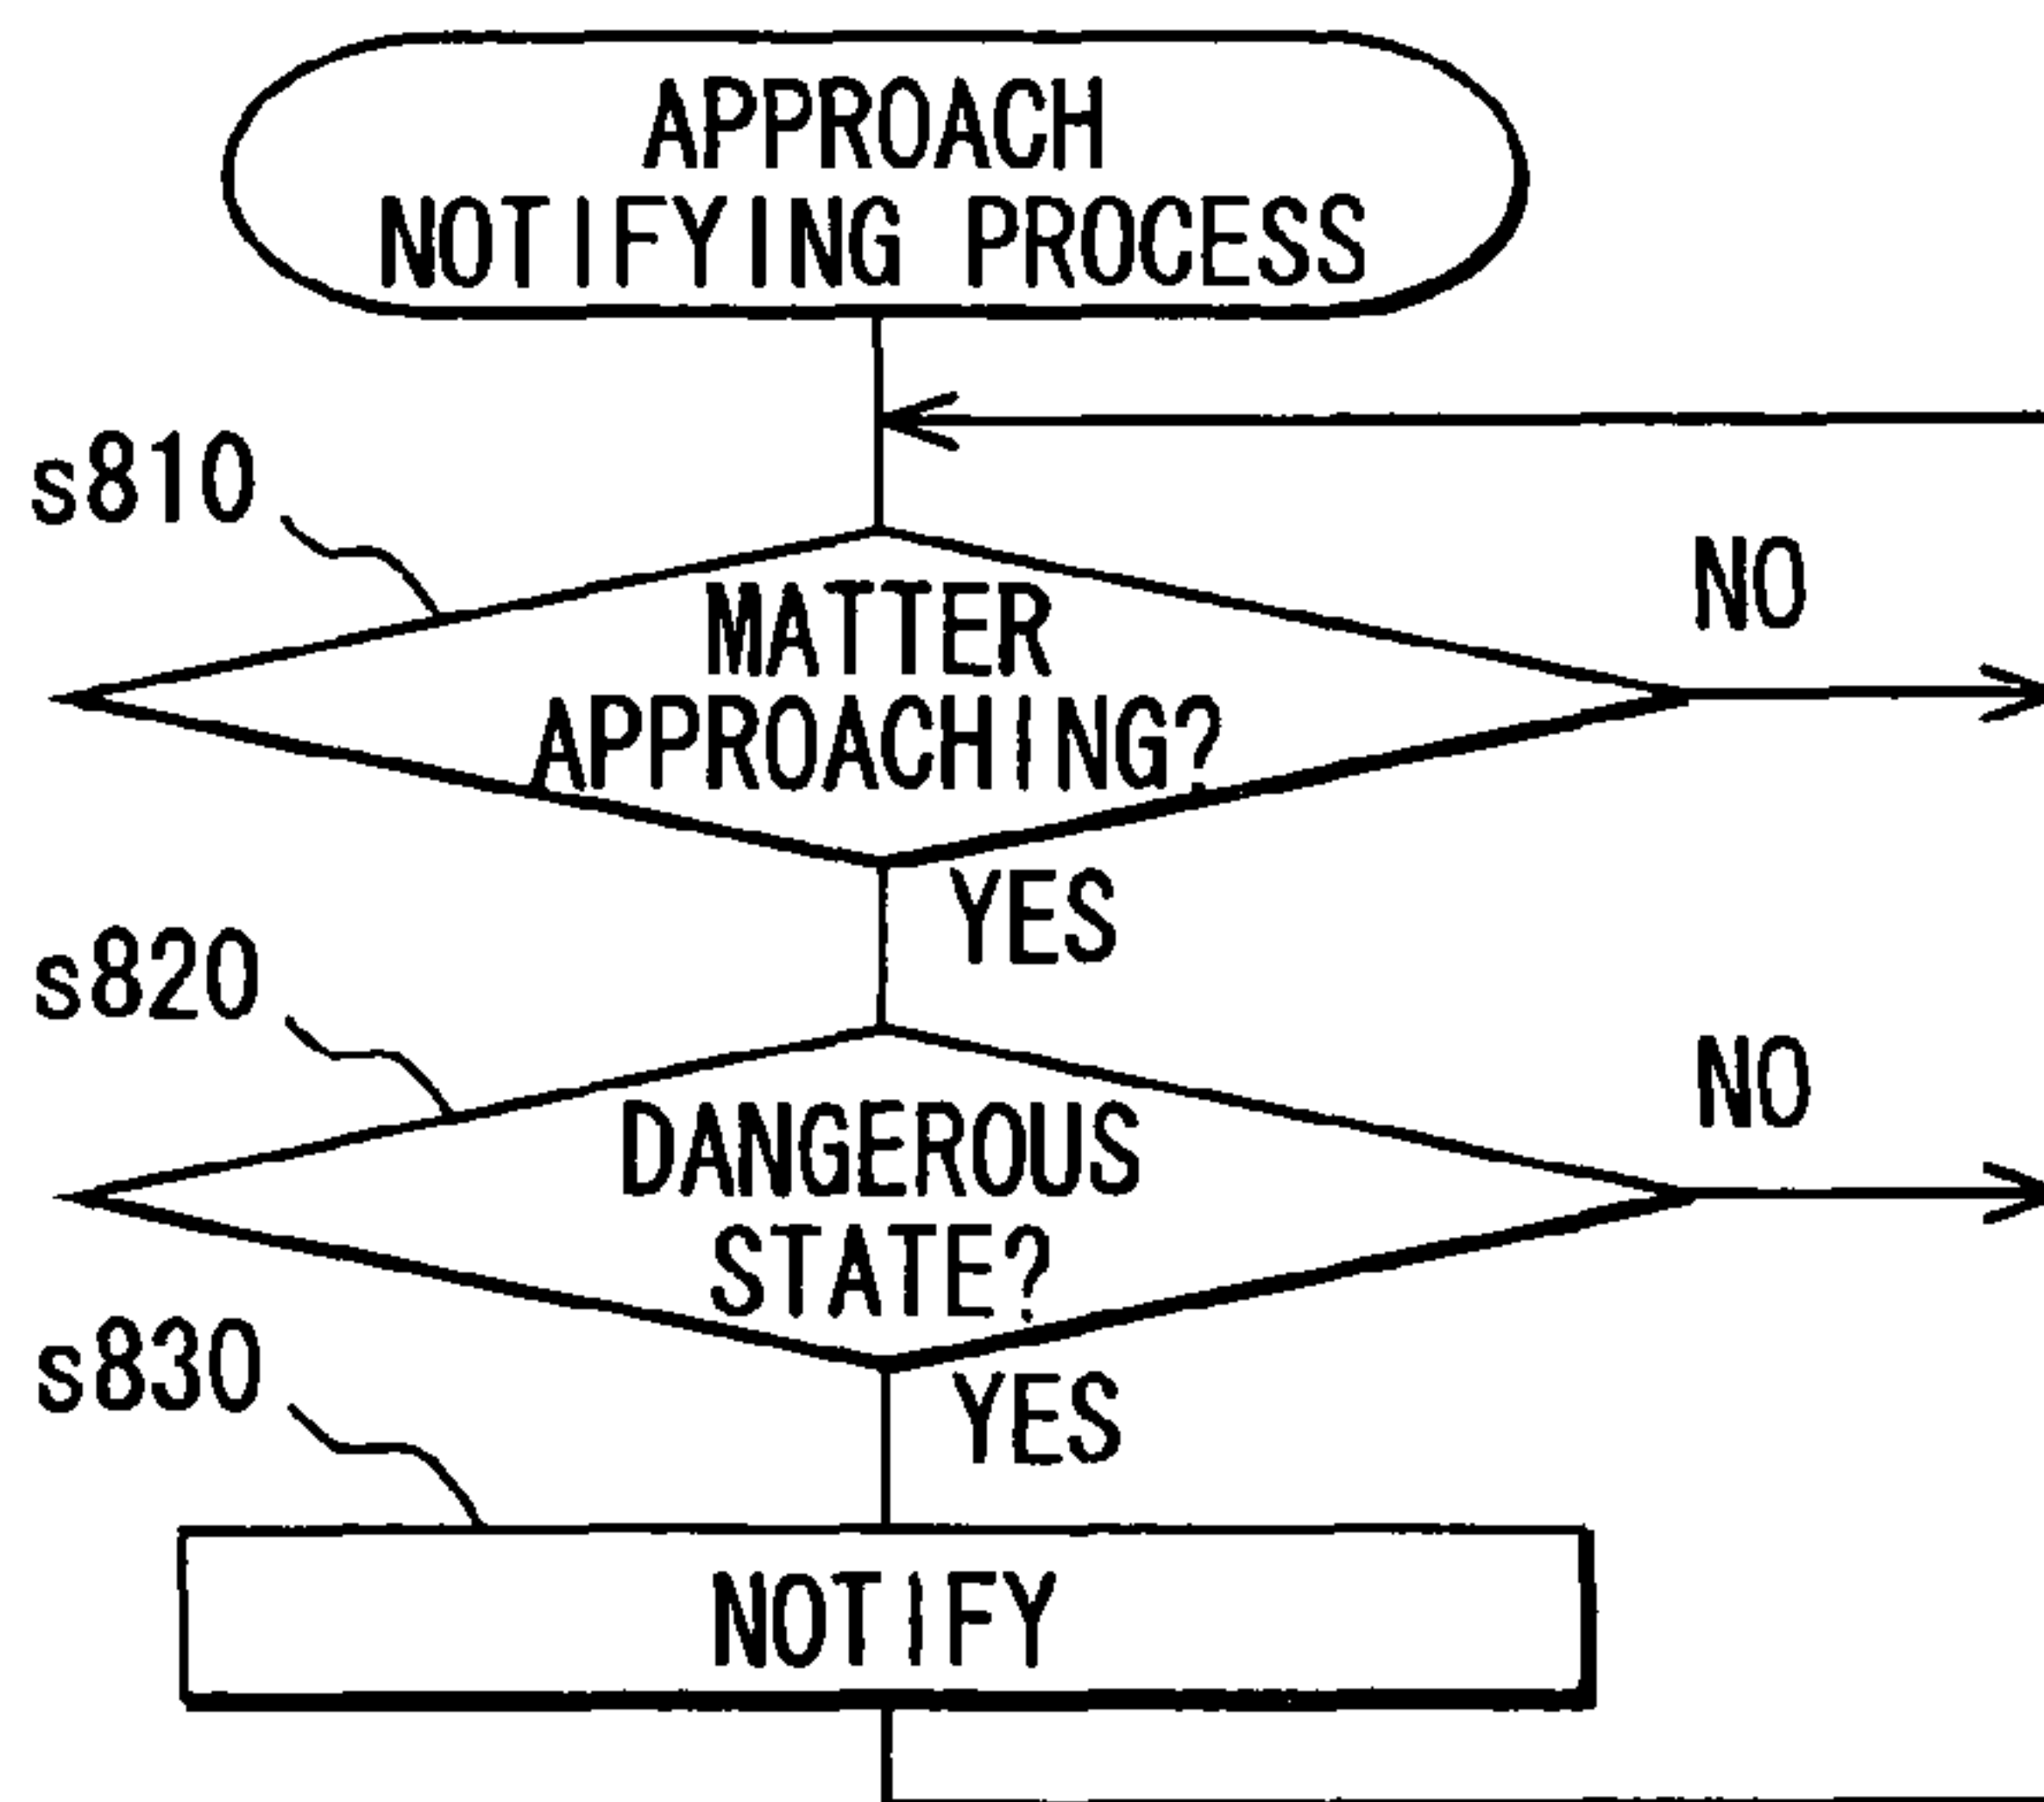 APPROACH
NOTIFYING PROCESS
s810
MATTER
APPROACHING?
NO
YES
s820
DANGEROUS
STATE?
NO
YES
s830
NOTIFY